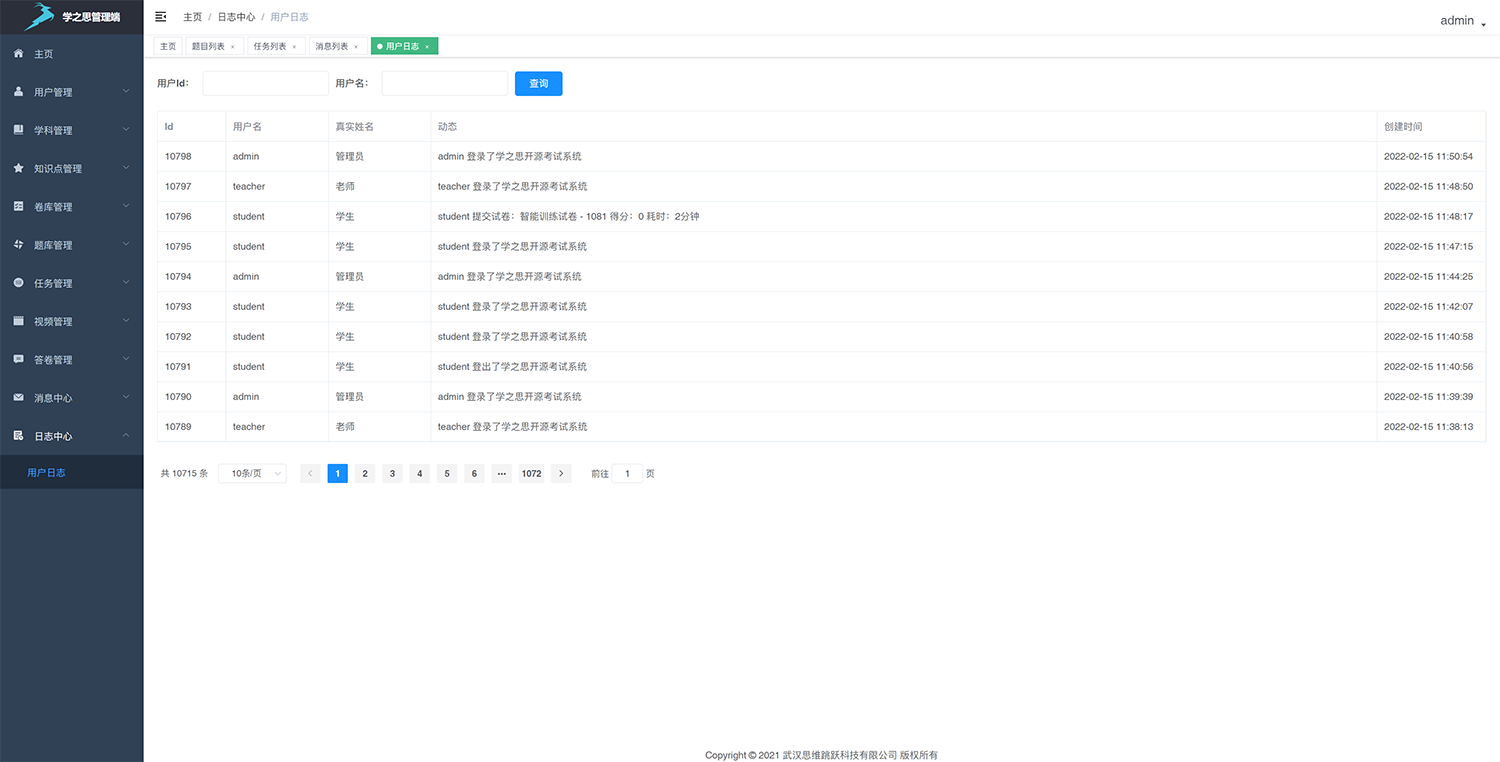 学之思管理端
主页
用户管理
学科管理
知识点管理
卷库管理
题库管理
任务管理
视频管理
答卷管理
消息中心
日志中心
用户日志
主页 / 日志中心 / 用户日志
admin
主页 题目列表 × 任务列表 × 消息列表 × 用户日志 ×
用户Id： 用户名： 查询
Id 用户名 真实姓名 动态 创建时间
10798 admin 管理员 admin 登录了学之思开源考试系统 2022-02-15 11:50:54
10797 teacher 老师 teacher 登录了学之思开源考试系统 2022-02-15 11:48:50
10796 student 学生 student 提交试卷：智能训练试卷 - 1081 得分：0 耗时：2分钟 2022-02-15 11:48:17
10795 student 学生 student 登录了学之思开源考试系统 2022-02-15 11:47:15
10794 admin 管理员 admin 登录了学之思开源考试系统 2022-02-15 11:44:25
10793 student 学生 student 登录了学之思开源考试系统 2022-02-15 11:42:07
10792 student 学生 student 登录了学之思开源考试系统 2022-02-15 11:40:58
10791 student 学生 student 登出了学之思开源考试系统 2022-02-15 11:40:56
10790 admin 管理员 admin 登录了学之思开源考试系统 2022-02-15 11:39:39
10789 teacher 老师 teacher 登录了学之思开源考试系统 2022-02-15 11:38:13
共 10715 条 10条/页 1 2 3 4 5 6 ··· 1072 前往 1 页
Copyright © 2021 武汉思维跳跃科技有限公司 版权所有